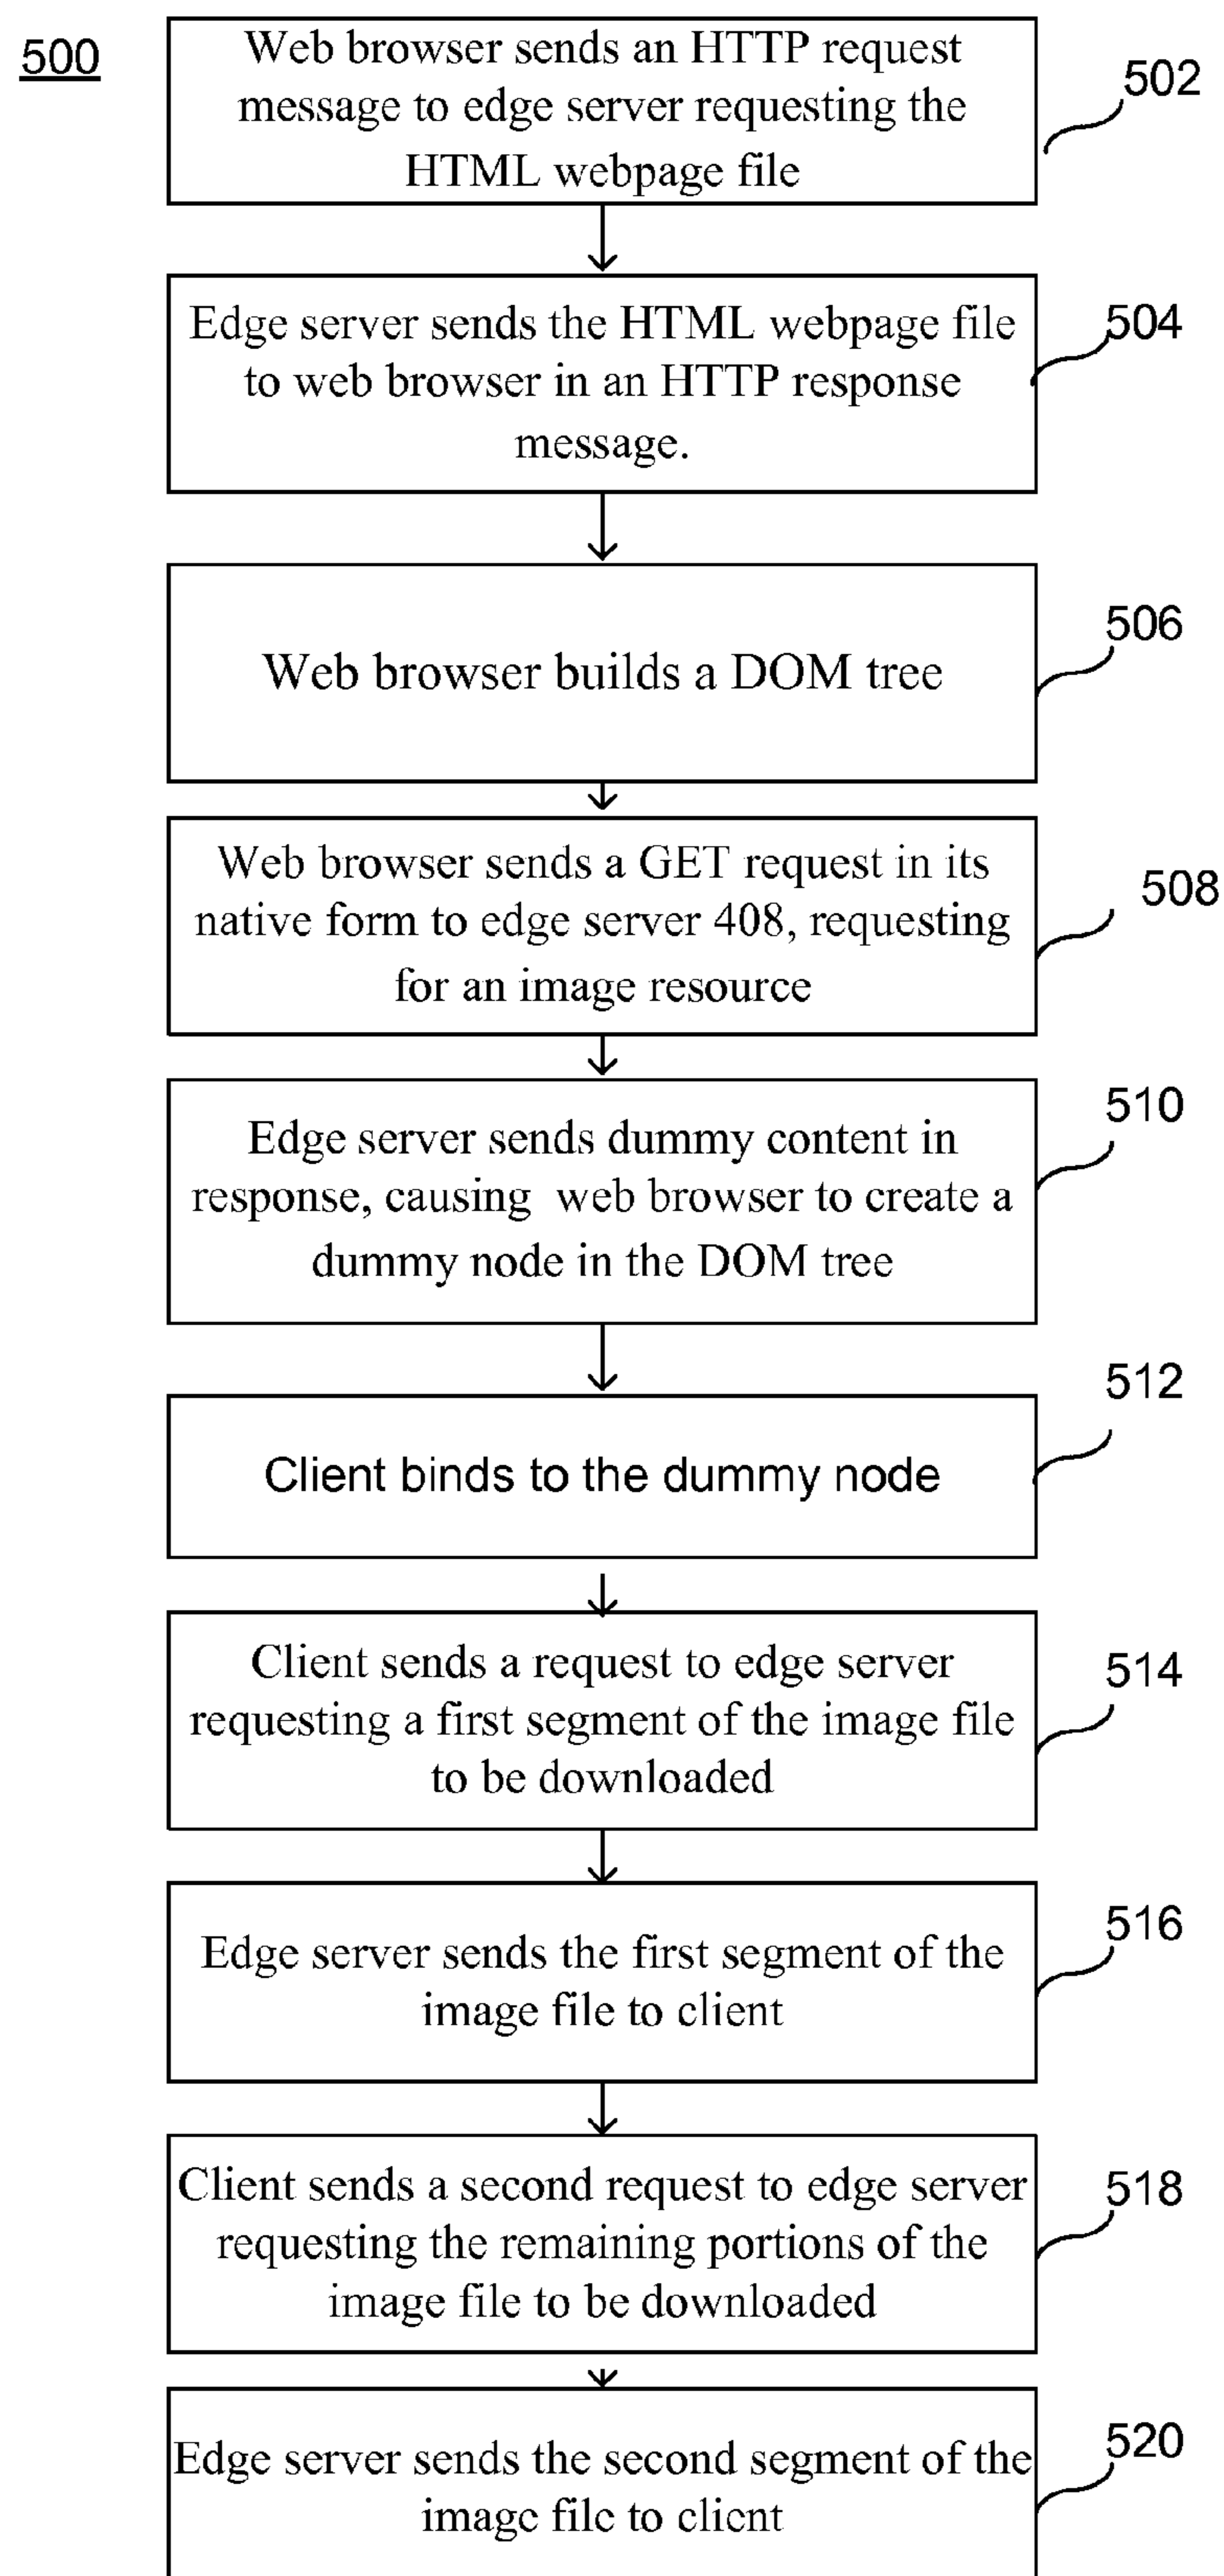 500
Web browser sends an HTTP request
message to edge server requesting the
HTML webpage file
502
Edge server sends the HTML webpage file
to web browser in an HTTP response
message.
504
Web browser builds a DOM tree
506
Web browser sends a GET request in its
native form to edge server 408, requesting
for an image resource
508
Edge server sends dummy content in
response, causing web browser to create a
dummy node in the DOM tree
510
Client binds to the dummy node
512
Client sends a request to edge server
requesting a first segment of the image file
to be downloaded
514
Edge server sends the first segment of the
image file to client
516
Client sends a second request to edge server
requesting the remaining portions of the
image file to be downloaded
518
Edge server sends the second segment of the
image file to client
520